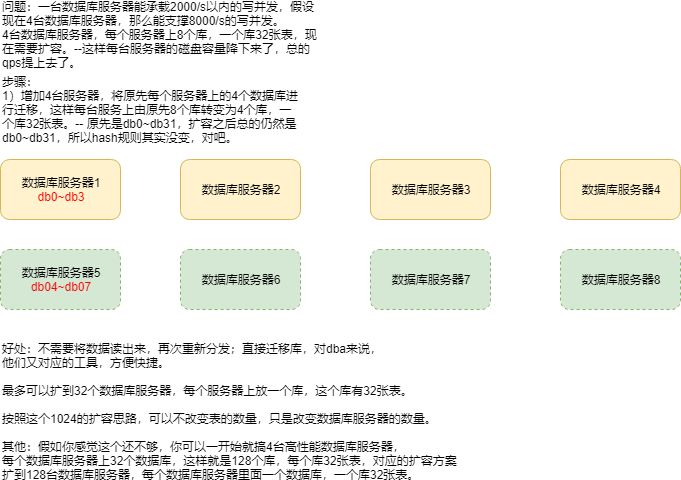 问题：一台数据库服务器能承载2000/s以内的写并发，假设
现在4台数据库服务器，那么能支撑8000/s的写并发。
4台数据库服务器，每个服务器上8个库，一个库32张表，现
在需要扩容。--这样每台服务器的磁盘容量降下来了，总的
qps提上去了。
步骤：
1）增加4台服务器，将原先每个服务器上的4个数据库进
行迁移，这样每台服务上由原先8个库转变为4个库，一
个库32张表。-- 原先是db0~db31，扩容之后总的仍然是
db0~db31，所以hash规则其实没变，对吧。
数据库服务器1
db0~db3
数据库服务器2
数据库服务器3
数据库服务器4
数据库服务器5
db04~db07
数据库服务器6
数据库服务器7
数据库服务器8
好处：不需要将数据读出来，再次重新分发；直接迁移库，对dba来说，
他们又对应的工具，方便快捷。
最多可以扩到32个数据库服务器，每个服务器上放一个库，这个库有32张表。
按照这个1024的扩容思路，可以不改变表的数量，只是改变数据库服务器的数量。
其他：假如你感觉这个还不够，你可以一开始就搞4台高性能数据库服务器，
每个数据库服务器上32个数据库，这样就是128个库，每个库32张表，对应的扩容方案
扩到128台数据库服务器，每个数据库服务器里面一个数据库，一个库32张表。